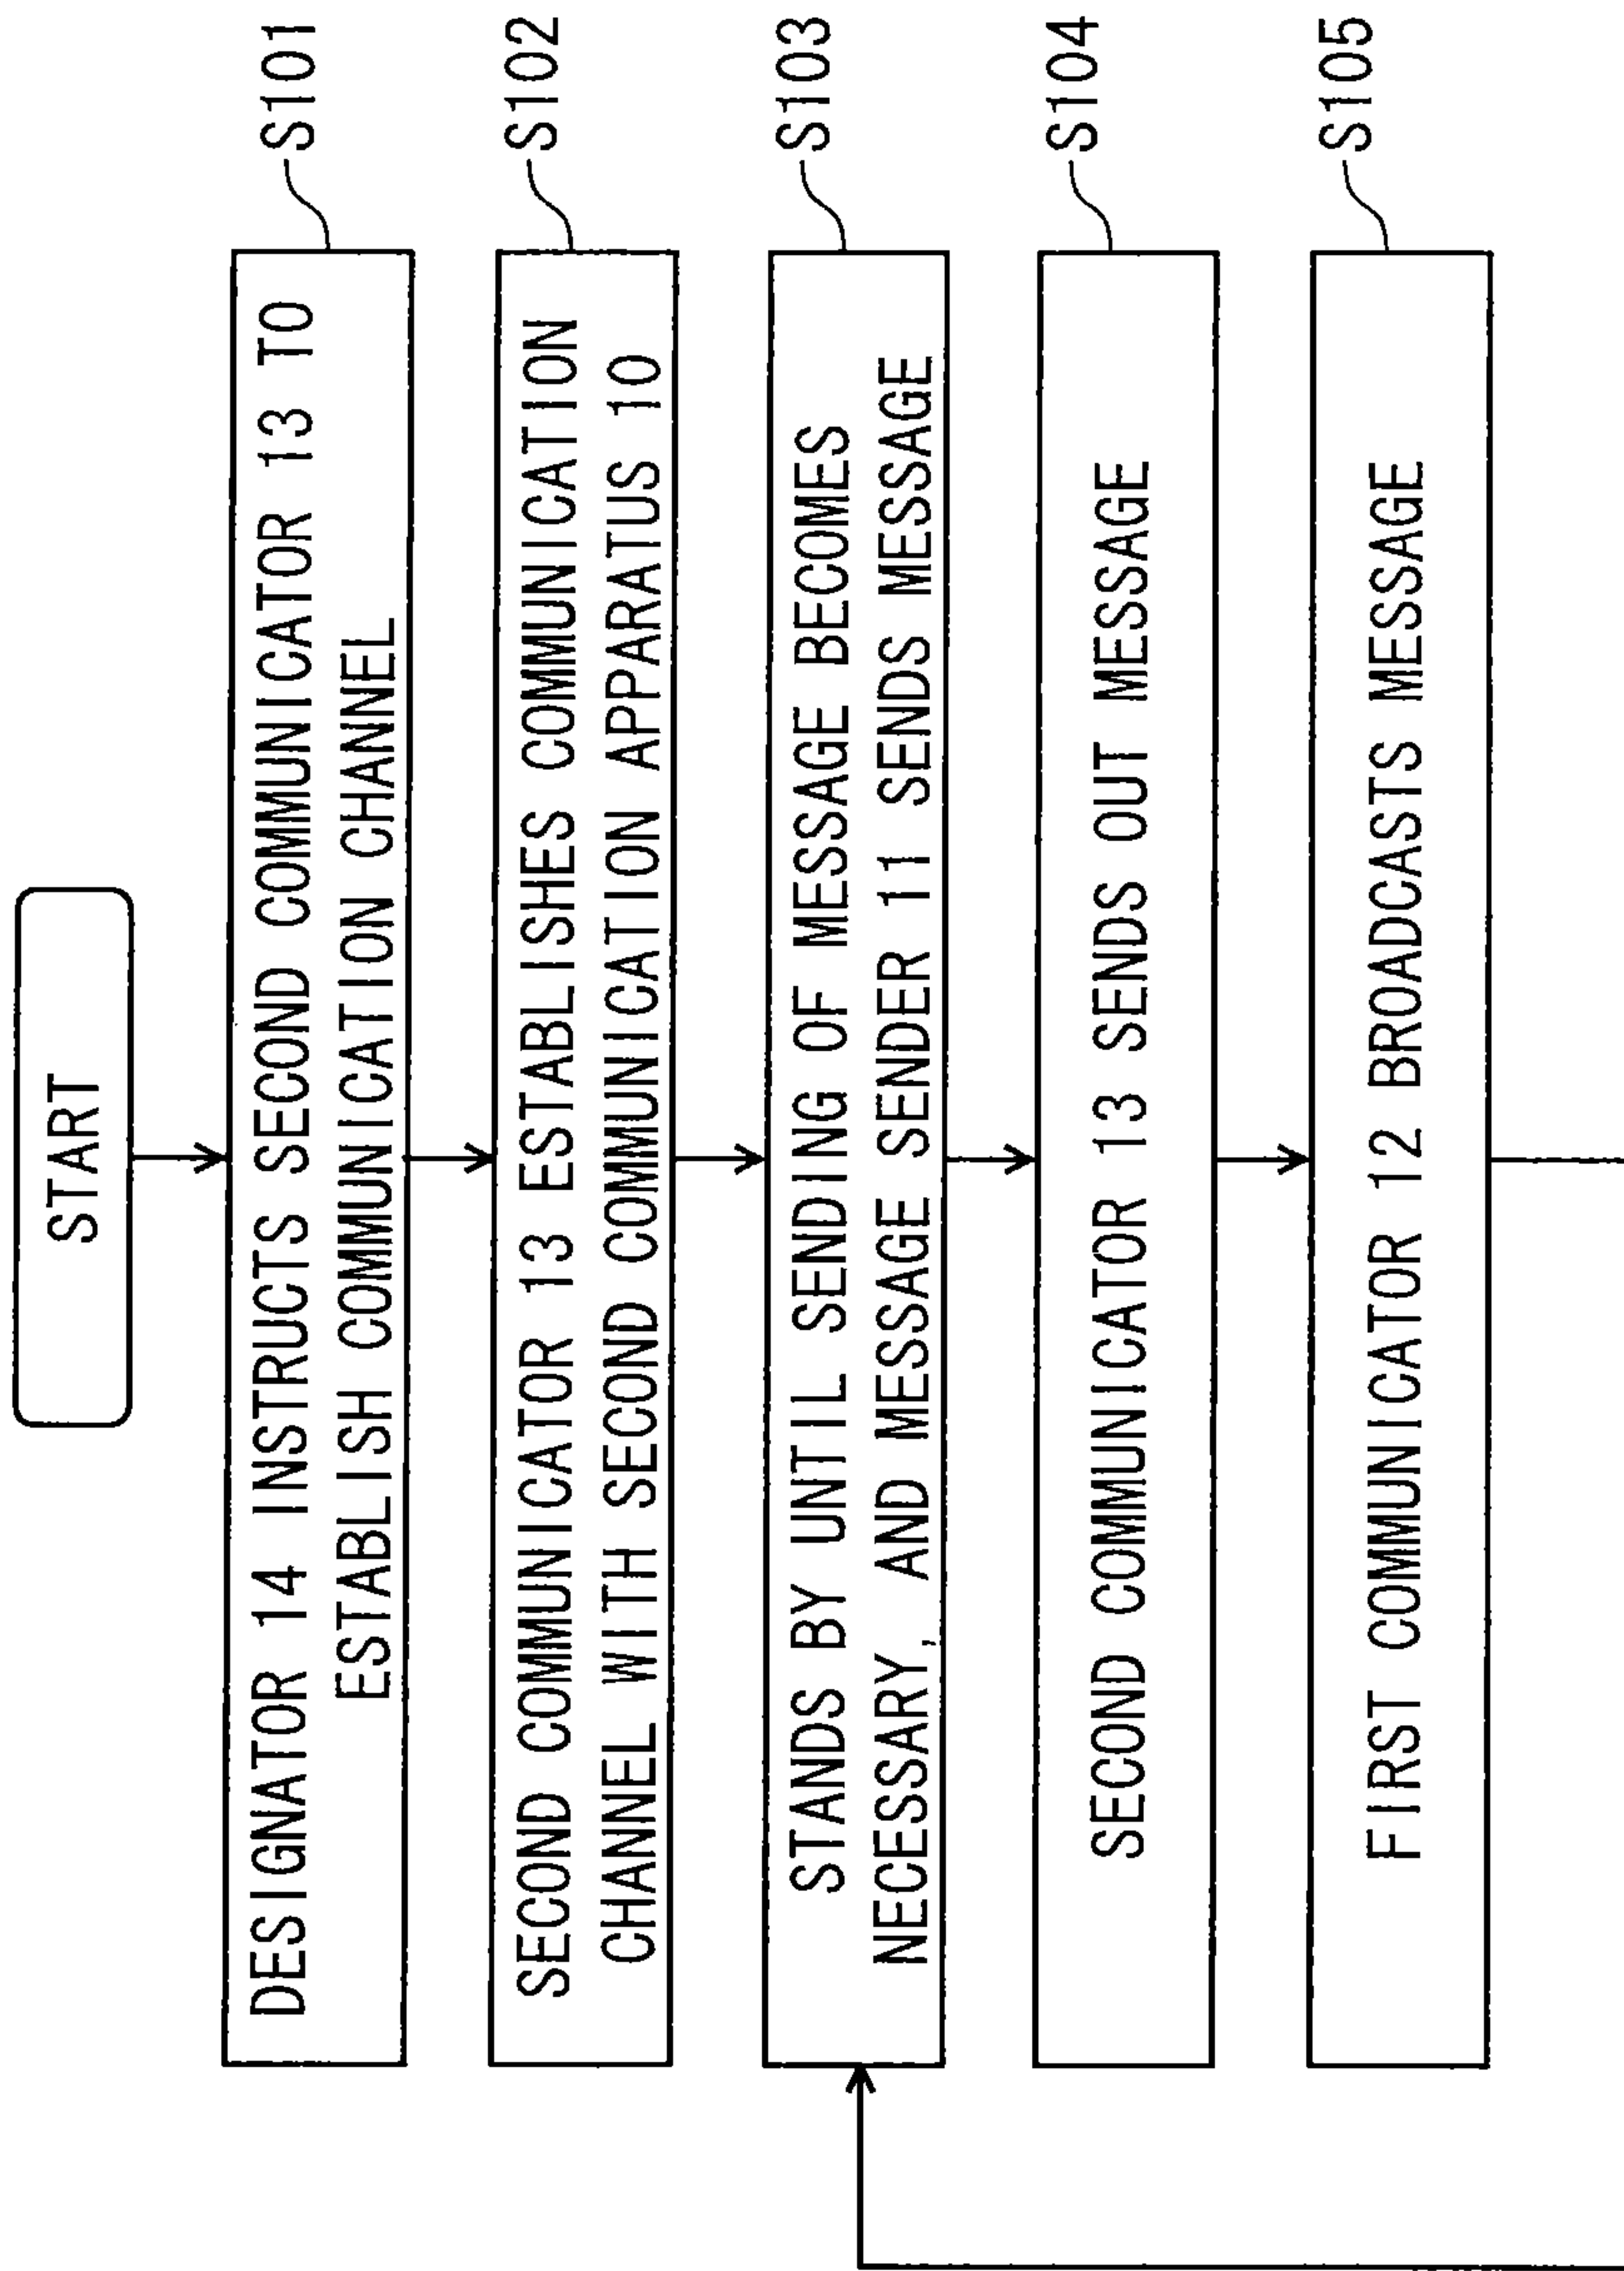 START
S101
DESIGNATOR 14 INSTRUCTS SECOND COMMUNICATOR 13 TO
ESTABLISH COMMUNICATION CHANNEL
S102
SECOND COMMUNICATOR 13 ESTABLISHES COMMUNICATION
CHANNEL WITH SECOND COMMUNICATION APPARATUS 10
S103
STANDS BY UNTIL SENDING OF MESSAGE BECOMES
NECESSARY, AND MESSAGE SENDER 11 SENDS MESSAGE
S104
SECOND COMMUNICATOR 13 SENDS OUT MESSAGE
S105
FIRST COMMUNICATOR 12 BROADCASTS MESSAGE